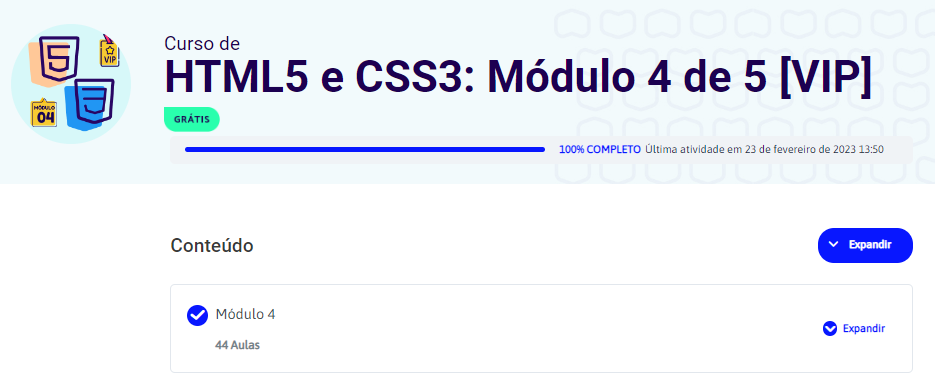 Curso de
HTML5 e CSS3: Módulo 4 de 5 [VIP]
VIP
MÓDULO
04
GRÁTIS
100% COMPLETO Última atividade em 23 de fevereiro de 2023 13:50
Conteúdo
Expandir
Módulo 4
Expandir
44 Aulas